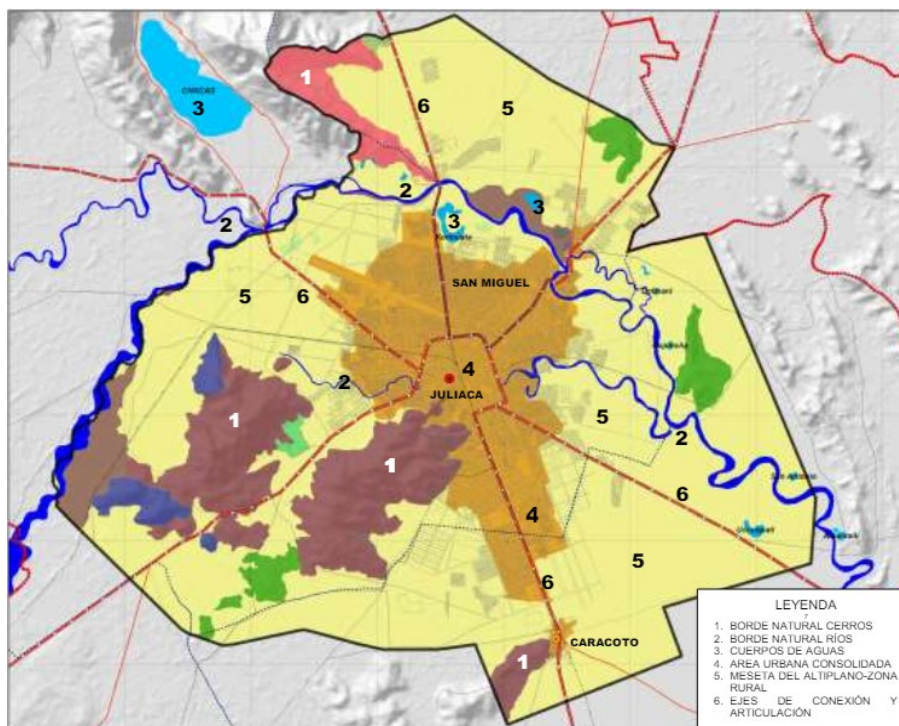 CHACAS
3
1
6
5
2
3
3
2
SAN MIGUEL
5
6
4
JULIACA
2
1
5
2
1
6
4
5
6
CARACOTO
1
LEYENDA
1. BORDE NATURAL CERROS
2. BORDE NATURAL RÍOS
3. CUERPOS DE AGUAS
4. AREA URBANA CONSOLIDADA
5. MESETA DEL ALTIPLANO-ZONA
RURAL
6. EJES DE CONEXIÓN Y
ARTICULACIÓN